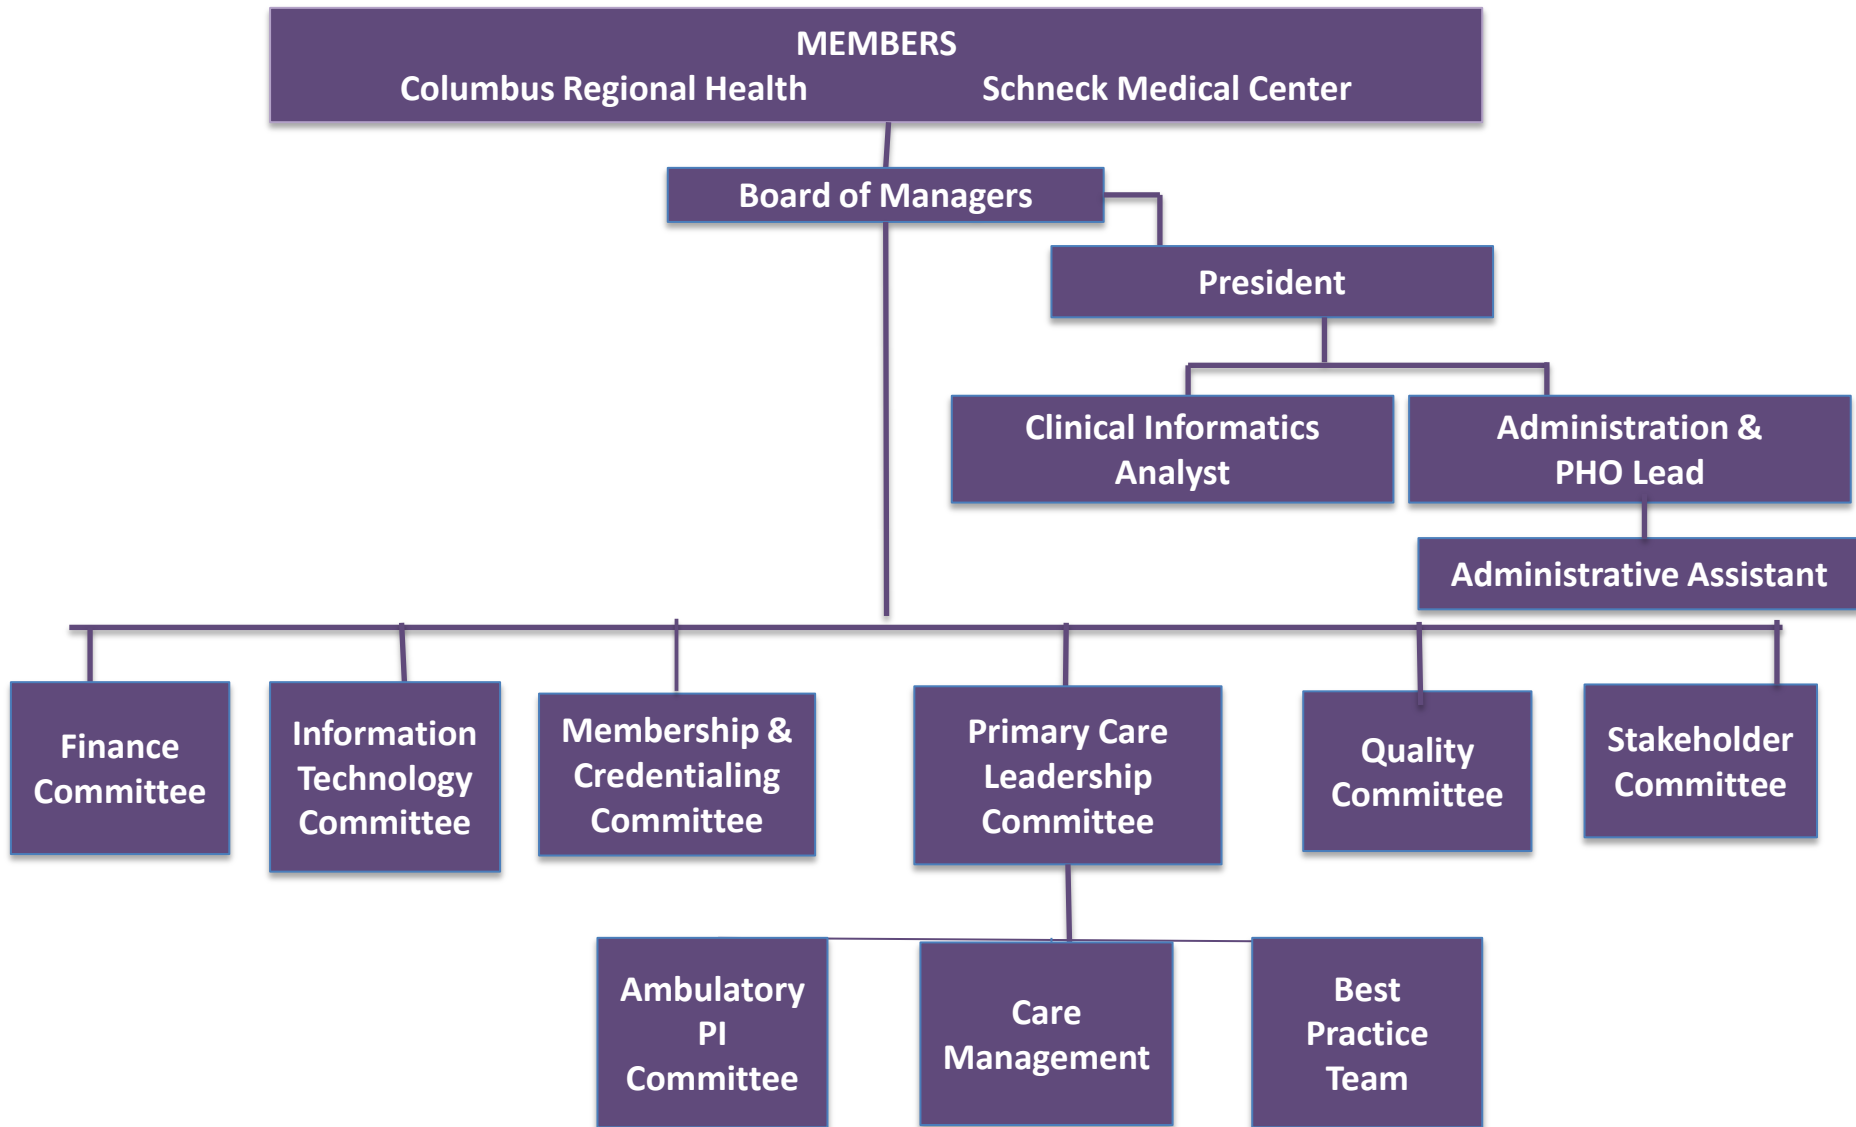 MEMBERS
Columbus Regional Health Schneck Medical Center
Board of Managers
President
Clinical Informatics
Analyst
Administration &
PHO Lead
Administrative Assistant
Finance
Committee
Information
Technology
Committee
Membership &
Credentialing
Committee
Primary Care
Leadership
Committee
Quality
Committee
Stakeholder
Committee
Ambulatory
PI
Committee
Care
Management
Best
Practice
Team